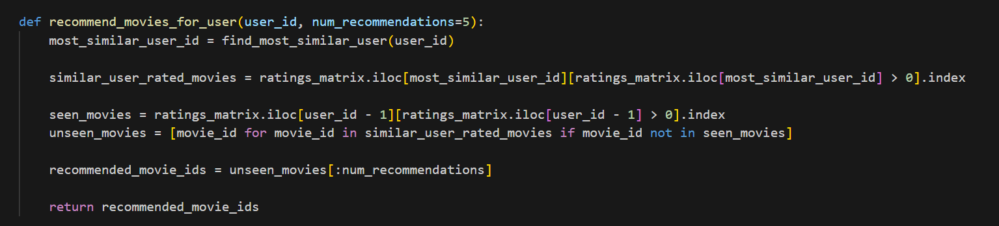 def recommend_movies_for_user(user_id, num_recommendations=5):
    most_similar_user_id = find_most_similar_user(user_id)
    similar_user_rated_movies = ratings_matrix.iloc[most_similar_user_id][ratings_matrix.iloc[most_similar_user_id] > 0].index
    seen_movies = ratings_matrix.iloc[user_id - 1][ratings_matrix.iloc[user_id - 1] > 0].index
    unseen_movies = [movie_id for movie_id in similar_user_rated_movies if movie_id not in seen_movies]
    recommended_movie_ids = unseen_movies[:num_recommendations]
    return recommended_movie_ids